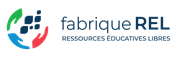 fabrique REL
RESSOURCES ÉDUCATIVES LIBRES